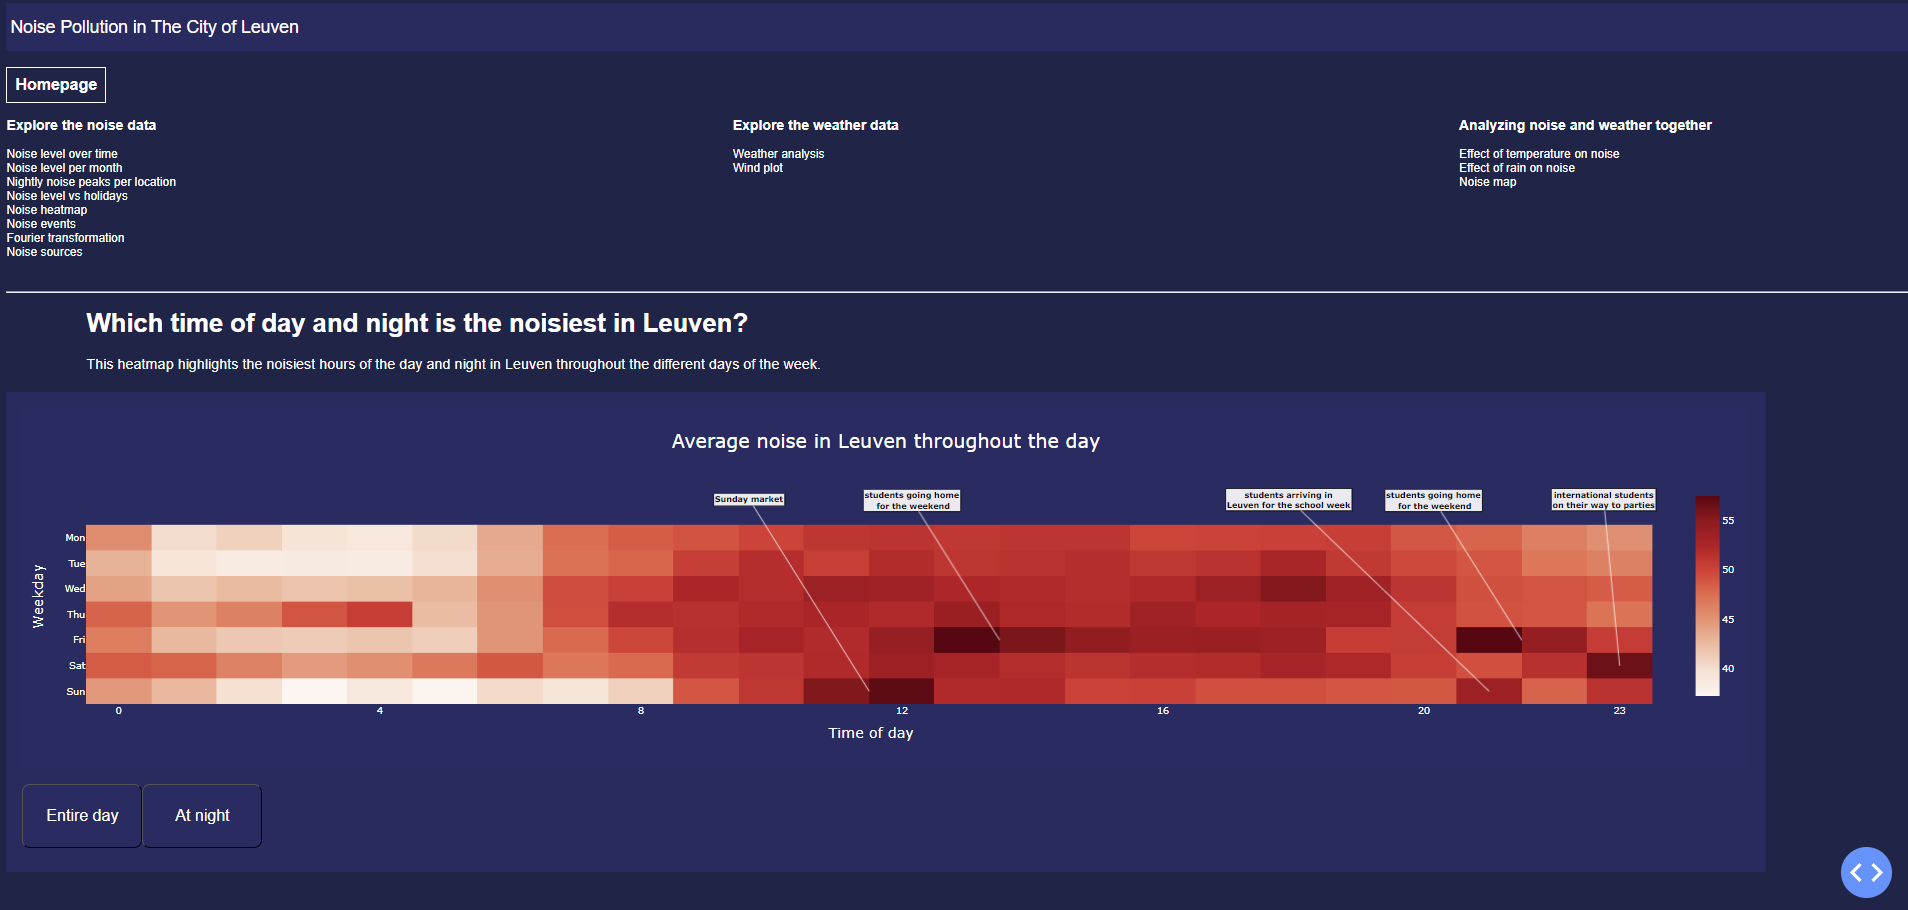 Noise Pollution in The City of Leuven
Homepage
Explore the noise data
Noise level over time
Noise level per month
Nightly noise peaks per location
Noise level vs holidays
Noise heatmap
Noise events
Fourier transformation
Noise sources
Explore the weather data
Weather analysis
Wind plot
Analyzing noise and weather together
Effect of temperature on noise
Effect of rain on noise
Noise map
Which time of day and night is the noisiest in Leuven?
This heatmap highlights the noisiest hours of the day and night in Leuven throughout the different days of the week.
Average noise in Leuven throughout the day
Sunday market
students going home
for the weekend
students arriving in
Leuven for the school week
students going home
for the weekend
international students
on their way to parties
Weekday
Mon
Tue
Wed
Thu
Fri
Sat
Sun
0
4
8
12
16
20
23
Time of day
55
50
45
40
Entire day
At night